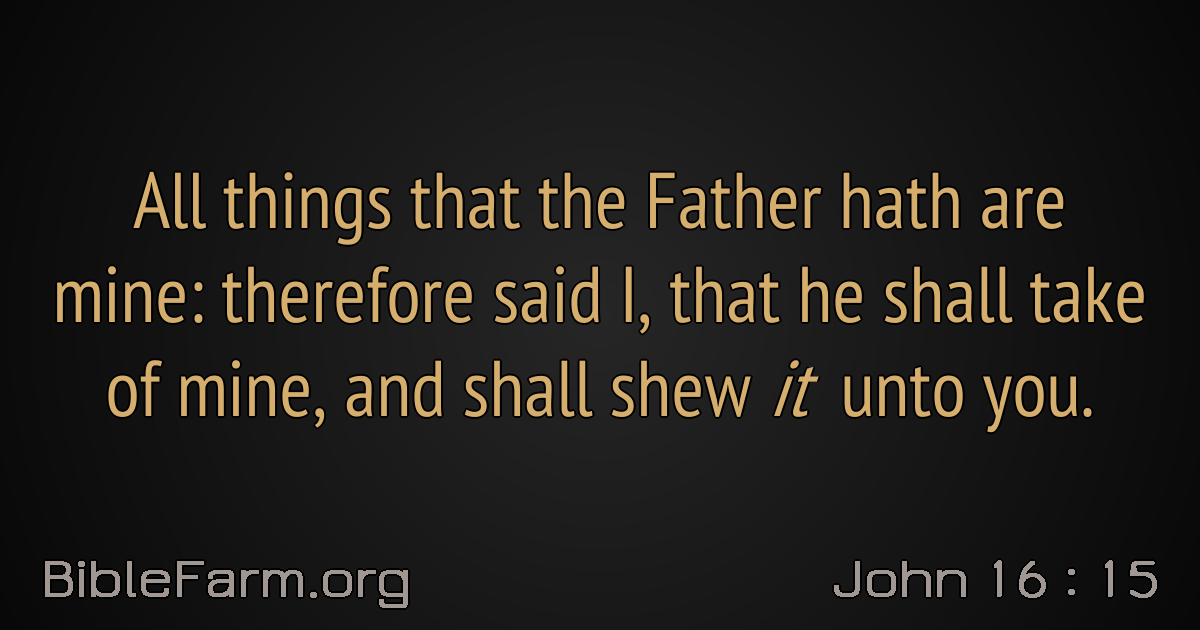 All things that the Father hath are
mine: therefore said I, that he shall take
of mine, and shall shew it unto you.
BibleFarm.org
John 16 : 15